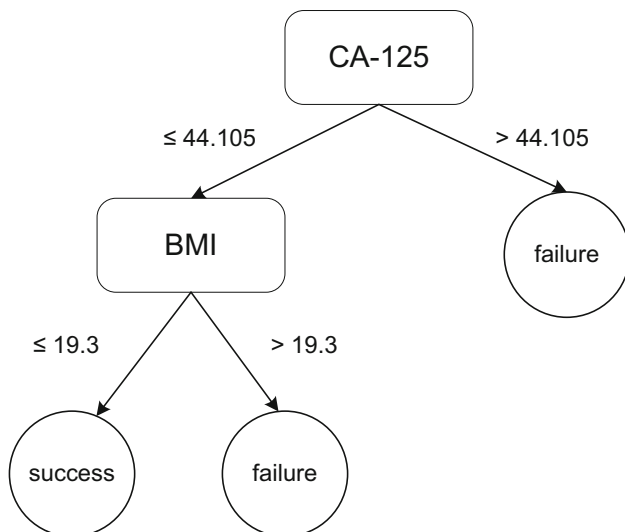 CA-125
≤ 44.105
> 44.105
BMI
failure
≤ 19.3
> 19.3
success
failure